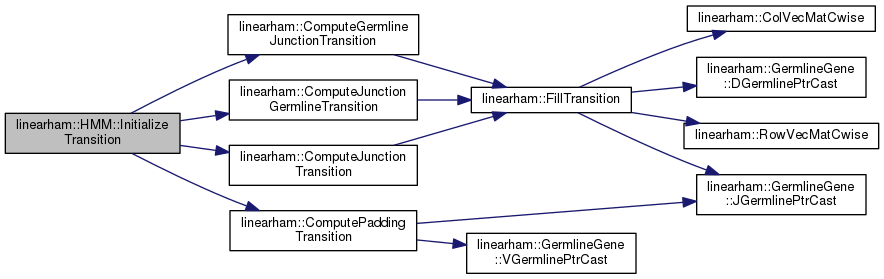 linearham::HMM::Initialize
Transition
linearham::ComputeGermline
JunctionTransition
linearham::ComputeJunction
GermlineTransition
linearham::ComputeJunction
Transition
linearham::ComputePadding
Transition
linearham::FillTransition
linearham::GermlineGene
::VGermlinePtrCast
linearham::ColVecMatCwise
linearham::GermlineGene
::DGermlinePtrCast
linearham::RowVecMatCwise
linearham::GermlineGene
::JGermlinePtrCast